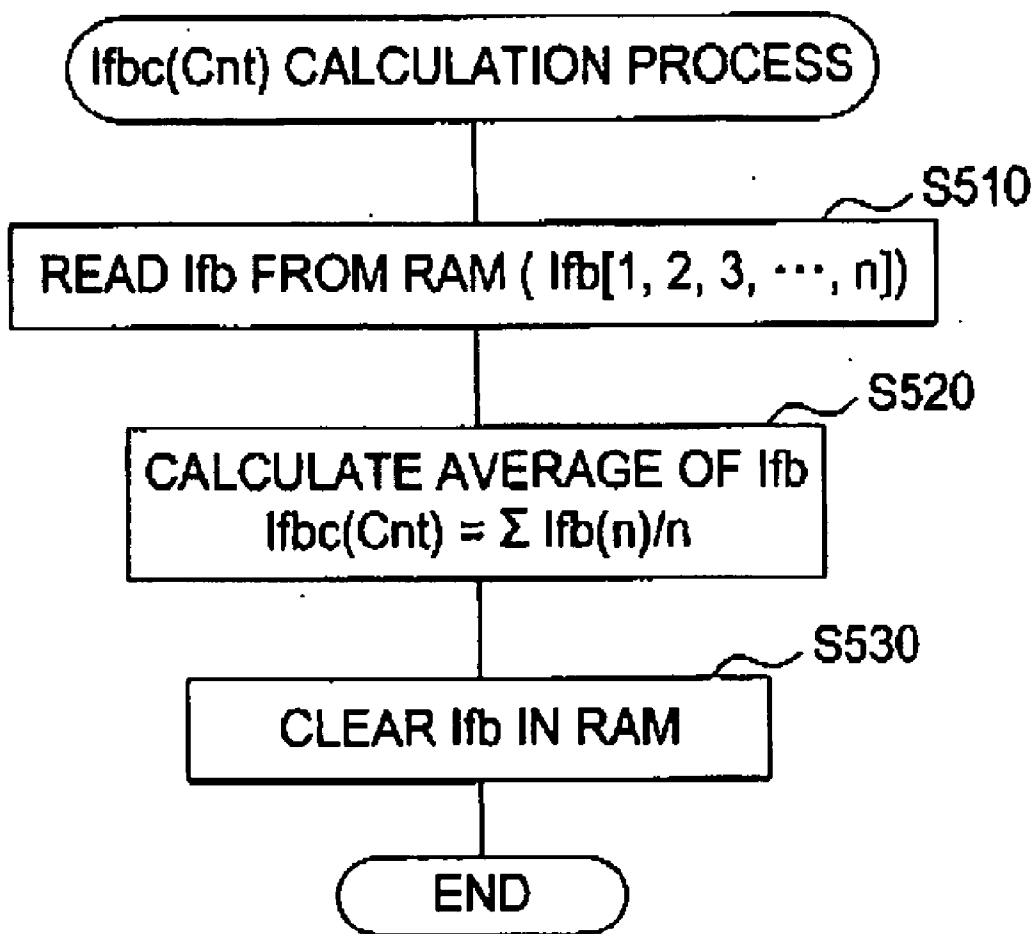 Ifbc(Cnt) CALCULATION PROCESS
S510
READ Ifb FROM RAM ( Ifb[1, 2, 3, ⋯, n])
S520
CALCULATE AVERAGE OF Ifb
Ifbc(Cnt) = Σ Ifb(n)/n
S530
CLEAR Ifb IN RAM
END